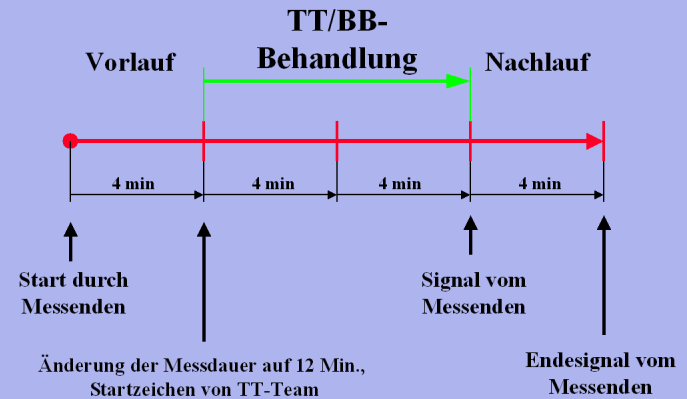 TT/BB-
Behandlung
Vorlauf
Nachlauf
4 min
4 min
4 min
4 min
Start durch
Messenden
Signal vom
Messenden
Änderung der Messdauer auf 12 Min.,
Startzeichen von TT-Team
Endesignal vom
Messenden